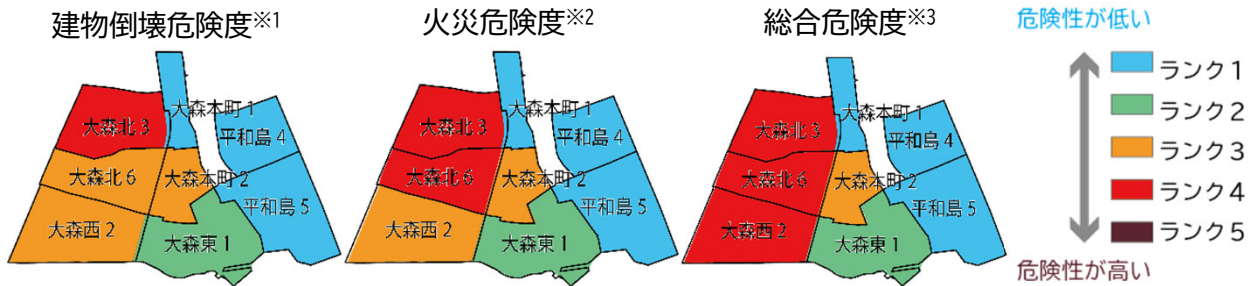 建物倒壊危険度※1
大森本町1
大森北3
平和島4
大森北6
大森本町2
平和島5
大森西2
大森東1
火災危険度※2
大森本町1
大森北3
平和島4
大森北6
大森本町2
平和島5
大森西2
大森東1
総合危険度※3
大森本町1
大森北3
平和島4
大森北6
大森本町2
平和島5
大森西2
大森東1
危険性が低い
ランク1
ランク2
ランク3
ランク4
ランク5
危険性が高い